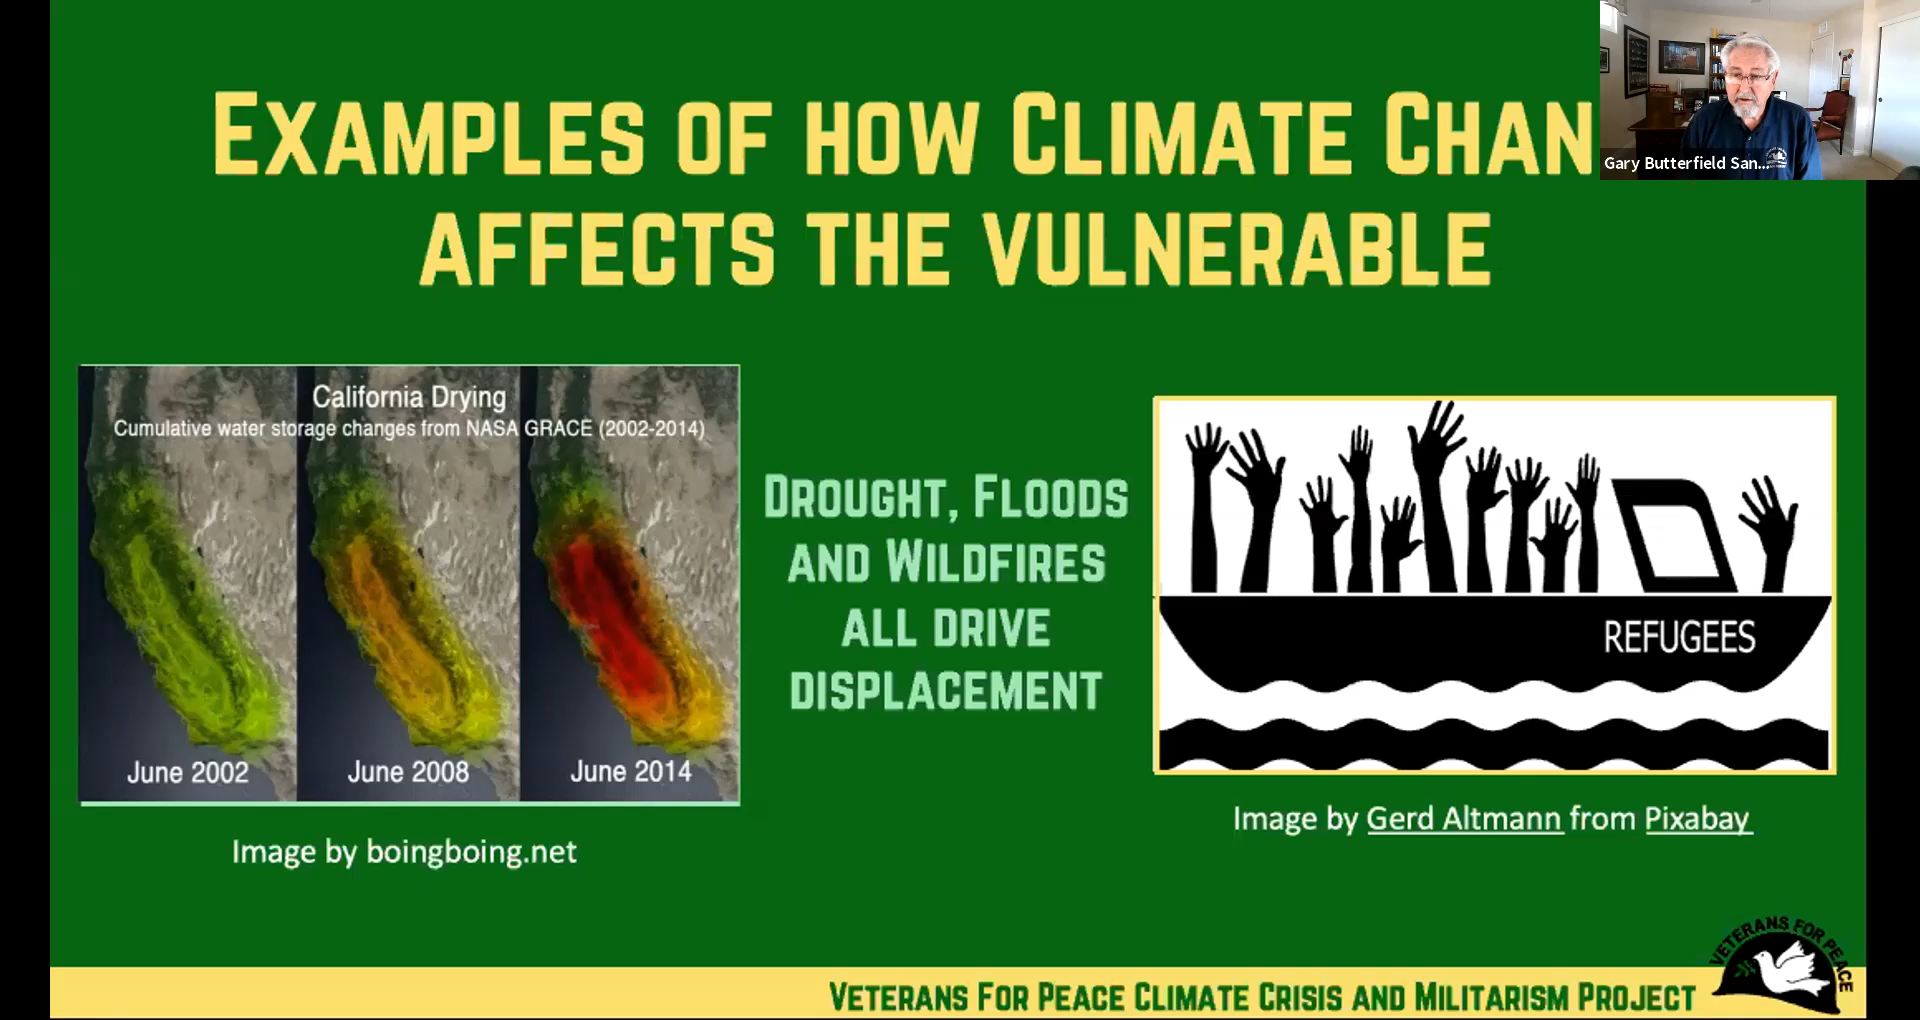 EXAMPLES OF HOW CLIMATE CHAN
AFFECTS THE VULNERABLE
Gary Butterfield San...
California Drying
Cumulative water storage changes from NASA GRACE (2002-2014)
June 2002
June 2008
June 2014
Image by boingboing.net
DROUGHT, FLOODS
AND WILDFIRES
ALL DRIVE
DISPLACEMENT
REFUGEES
Image by Gerd Altmann from Pixabay
VETERANS FOR PEACE CLIMATE CRISIS AND MILITARISM PROJECT
VETERANS FOR PEACE